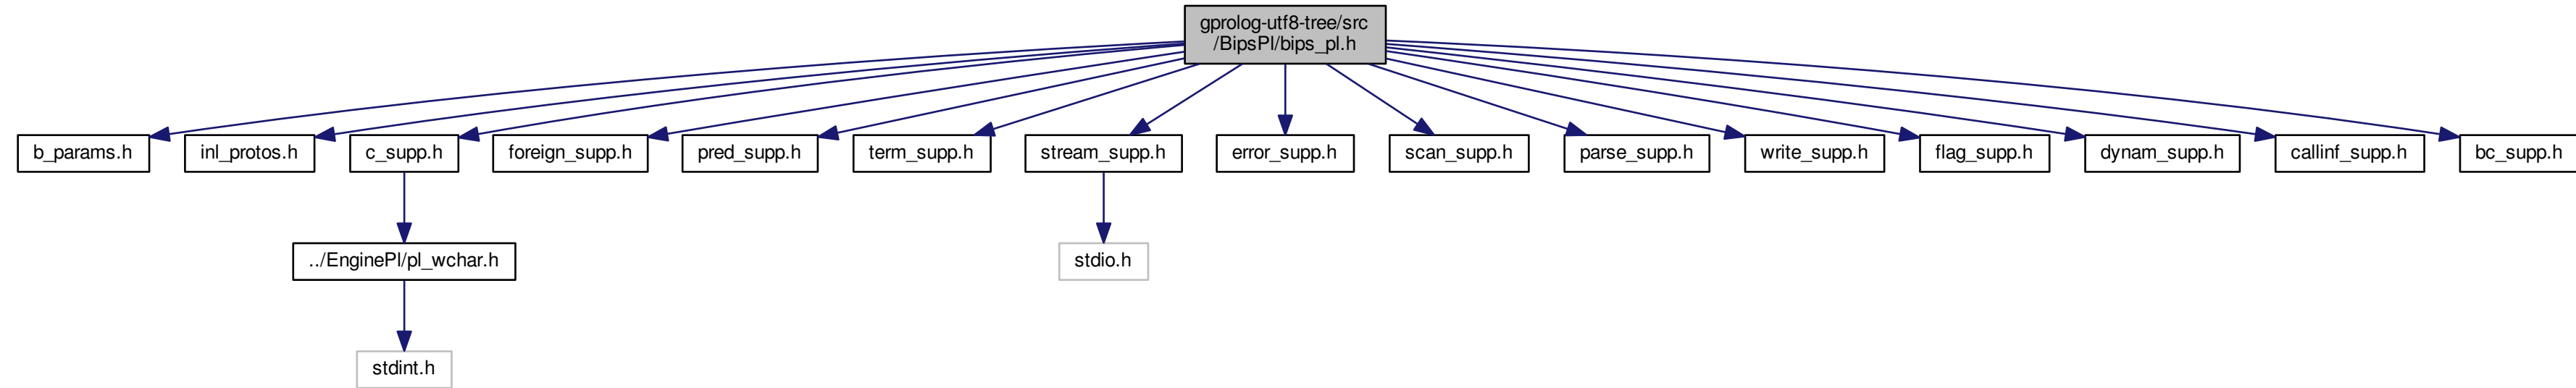 gprolog-utf8-tree/src
/BipsPl/bips_pl.h
b_params.h
inl_protos.h
c_supp.h
foreign_supp.h
pred_supp.h
term_supp.h
stream_supp.h
error_supp.h
scan_supp.h
parse_supp.h
write_supp.h
flag_supp.h
dynam_supp.h
callinf_supp.h
bc_supp.h
../EnginePl/pl_wchar.h
stdio.h
stdint.h